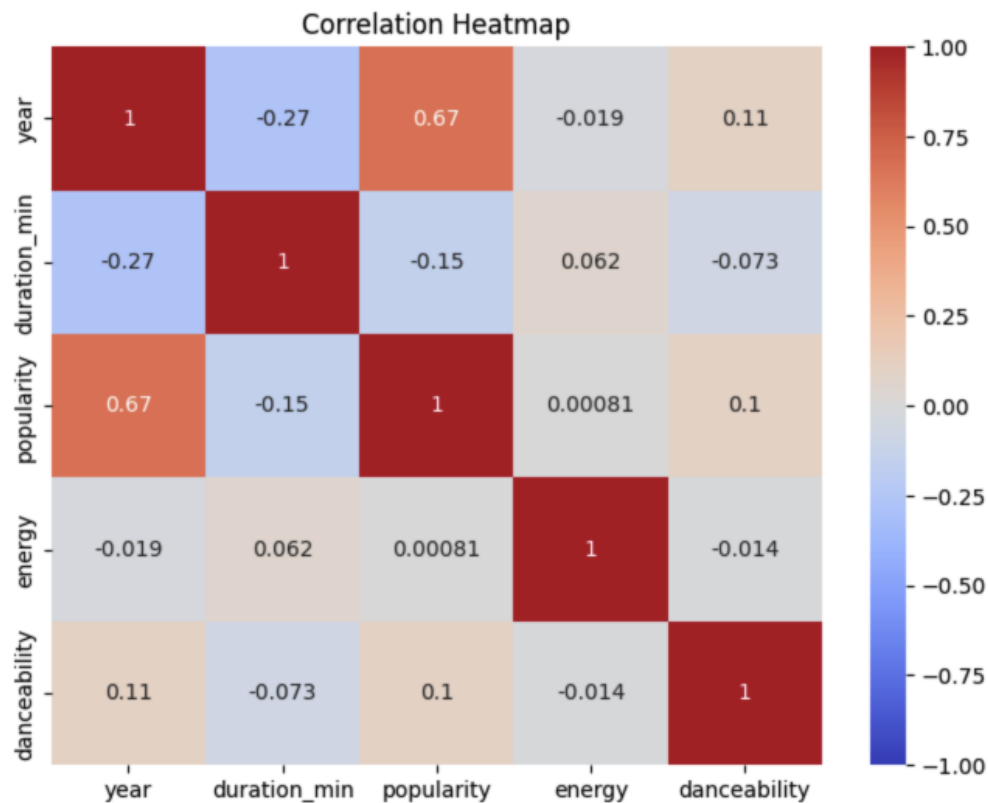 Correlation Heatmap
year 1 -0.27 0.67 -0.019 0.11
duration_min -0.27 1 -0.15 0.062 -0.073
popularity 0.67 -0.15 1 0.00081 0.1
energy -0.019 0.062 0.00081 1 -0.014
danceability 0.11 -0.073 0.1 -0.014 1
year duration_min popularity energy danceability
1.00
0.75
0.50
0.25
0.00
−0.25
−0.50
−0.75
−1.00